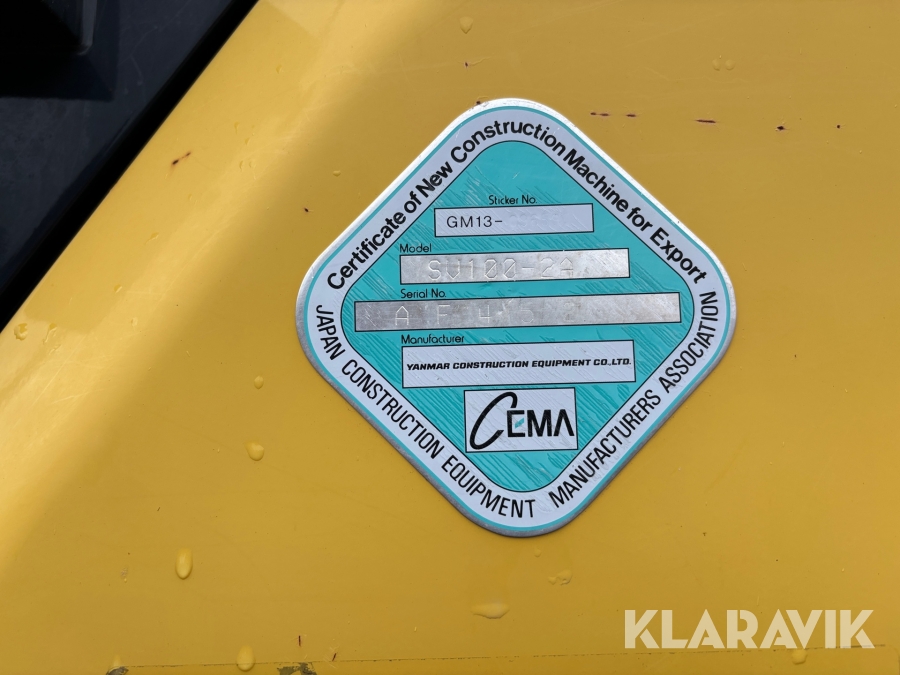 Certificate of New Construction Machine for Export
Sticker No.
GM13-
Model
SV100-2A
Serial No.
Manufacturer
YANMAR CONSTRUCTION EQUIPMENT CO.,LTD.
CEMA
JAPAN CONSTRUCTION EQUIPMENT MANUFACTURERS ASSOCIATION
KLARAVIK